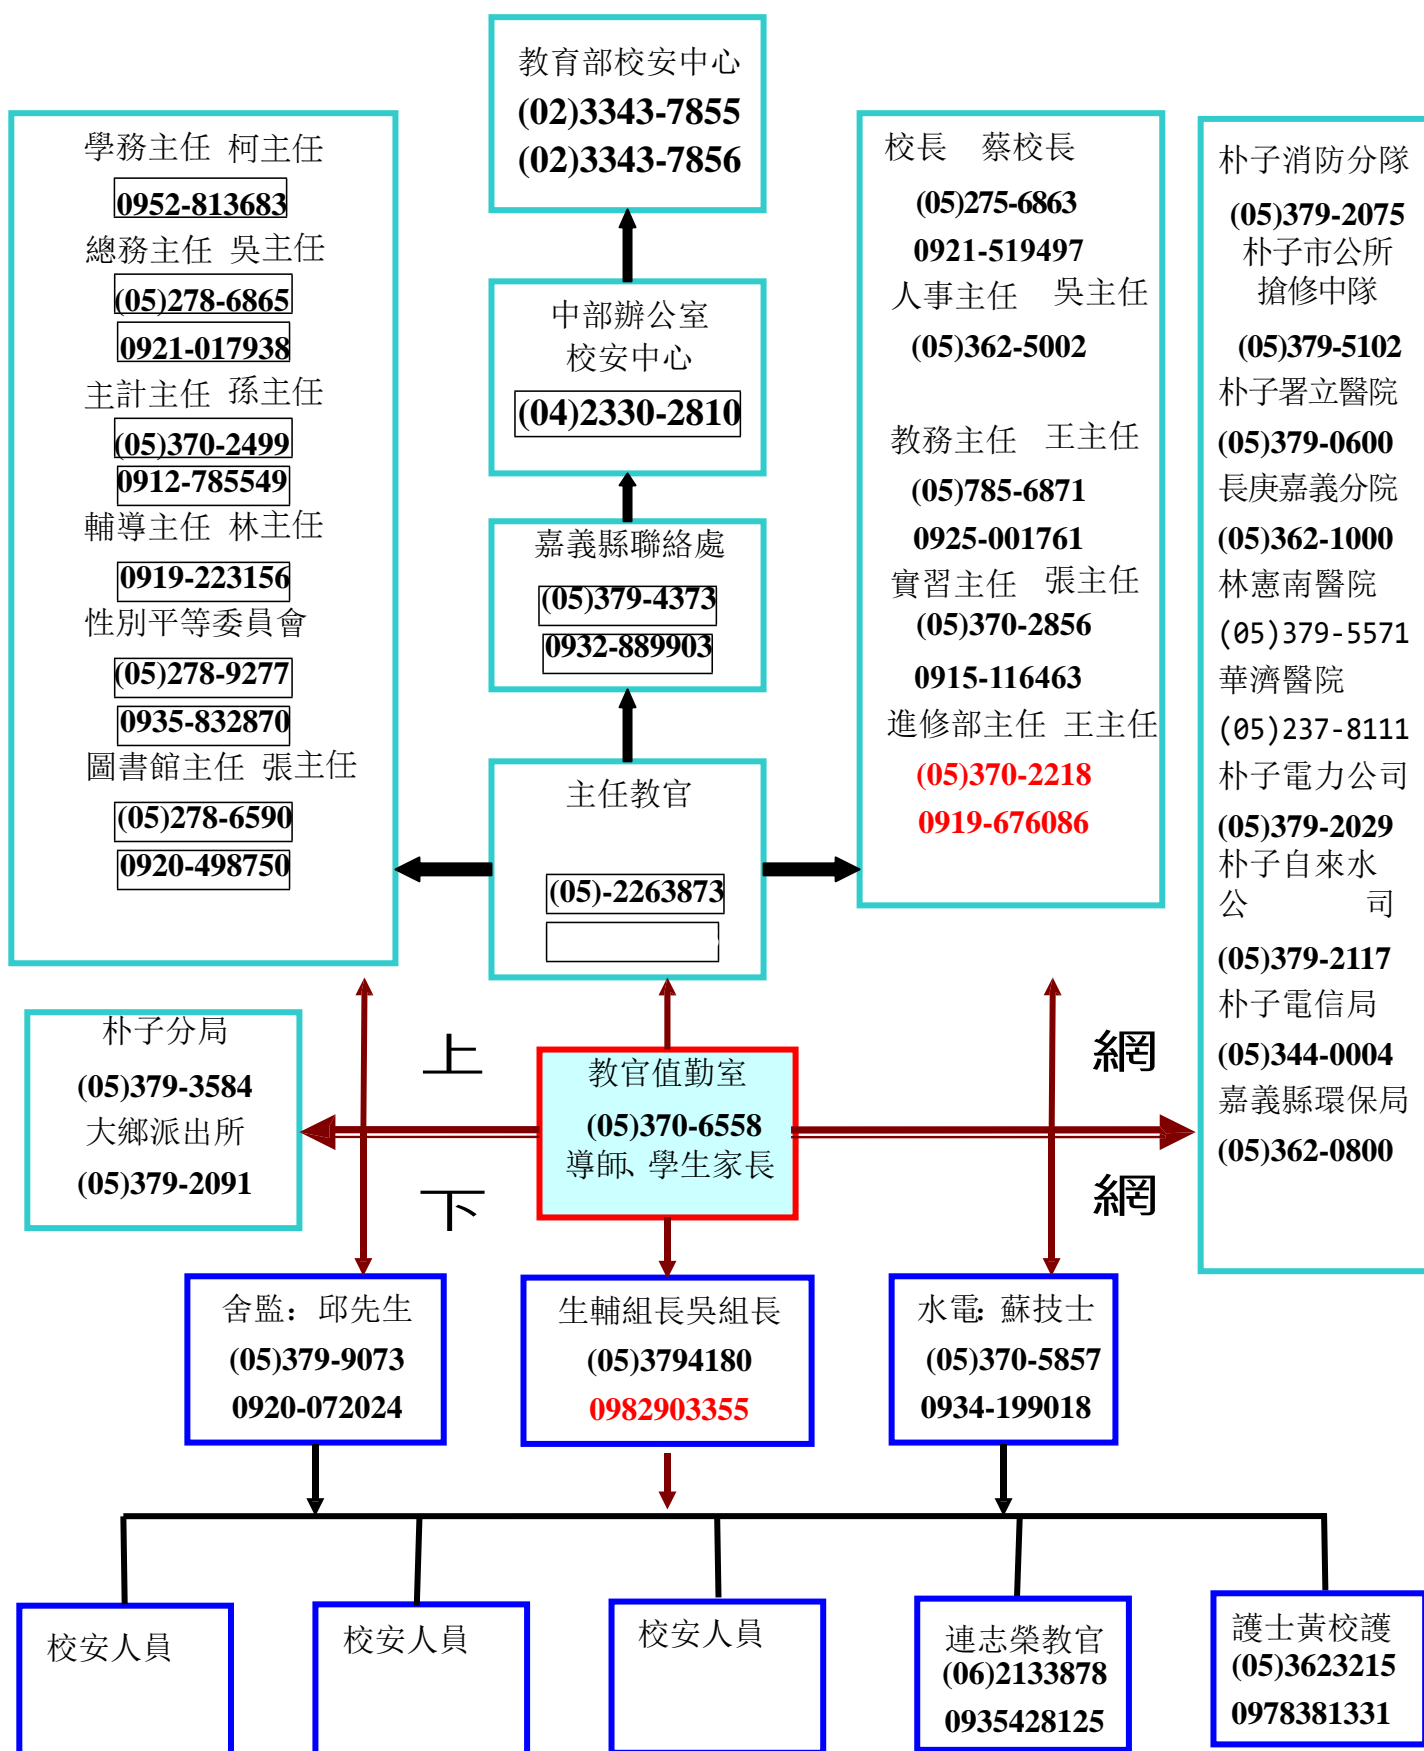 教育部校安中心
(02)3343-7855
(02)3343-7856
學務主任 柯主任
0952-813683
總務主任 吳主任
(05)278-6865
0921-017938
主計主任 孫主任
(05)370-2499
0912-785549
輔導主任 林主任
0919-223156
性別平等委員會
(05)278-9277
0935-832870
圖書館主任 張主任
(05)278-6590
0920-498750
中部辦公室
校安中心
(04)2330-2810
嘉義縣聯絡處
(05)379-4373
0932-889903
主任教官
(05)-2263873
校長 蔡校長
(05)275-6863
0921-519497
人事主任 吳主任
(05)362-5002
教務主任 王主任
(05)785-6871
0925-001761
實習主任 張主任
(05)370-2856
0915-116463
進修部主任 王主任
(05)370-2218
0919-676086
朴子消防分隊
(05)379-2075
朴子市公所
搶修中隊
(05)379-5102
朴子署立醫院
(05)379-0600
長庚嘉義分院
(05)362-1000
林憲南醫院
(05)379-5571
華濟醫院
(05)237-8111
朴子電力公司
(05)379-2029
朴子自來水
公 司
(05)379-2117
朴子電信局
(05)344-0004
嘉義縣環保局
(05)362-0800
朴子分局
(05)379-3584
大鄉派出所
(05)379-2091
上 網
教官值勤室
(05)370-6558
導師、學生家長
下 網
舍監：邱先生
(05)379-9073
0920-072024
生輔組長吳組長
(05)3794180
0982903355
水電：蘇技士
(05)370-5857
0934-199018
校安人員
校安人員
校安人員
連志榮教官
(06)2133878
0935428125
護士黃校護
(05)3623215
0978381331